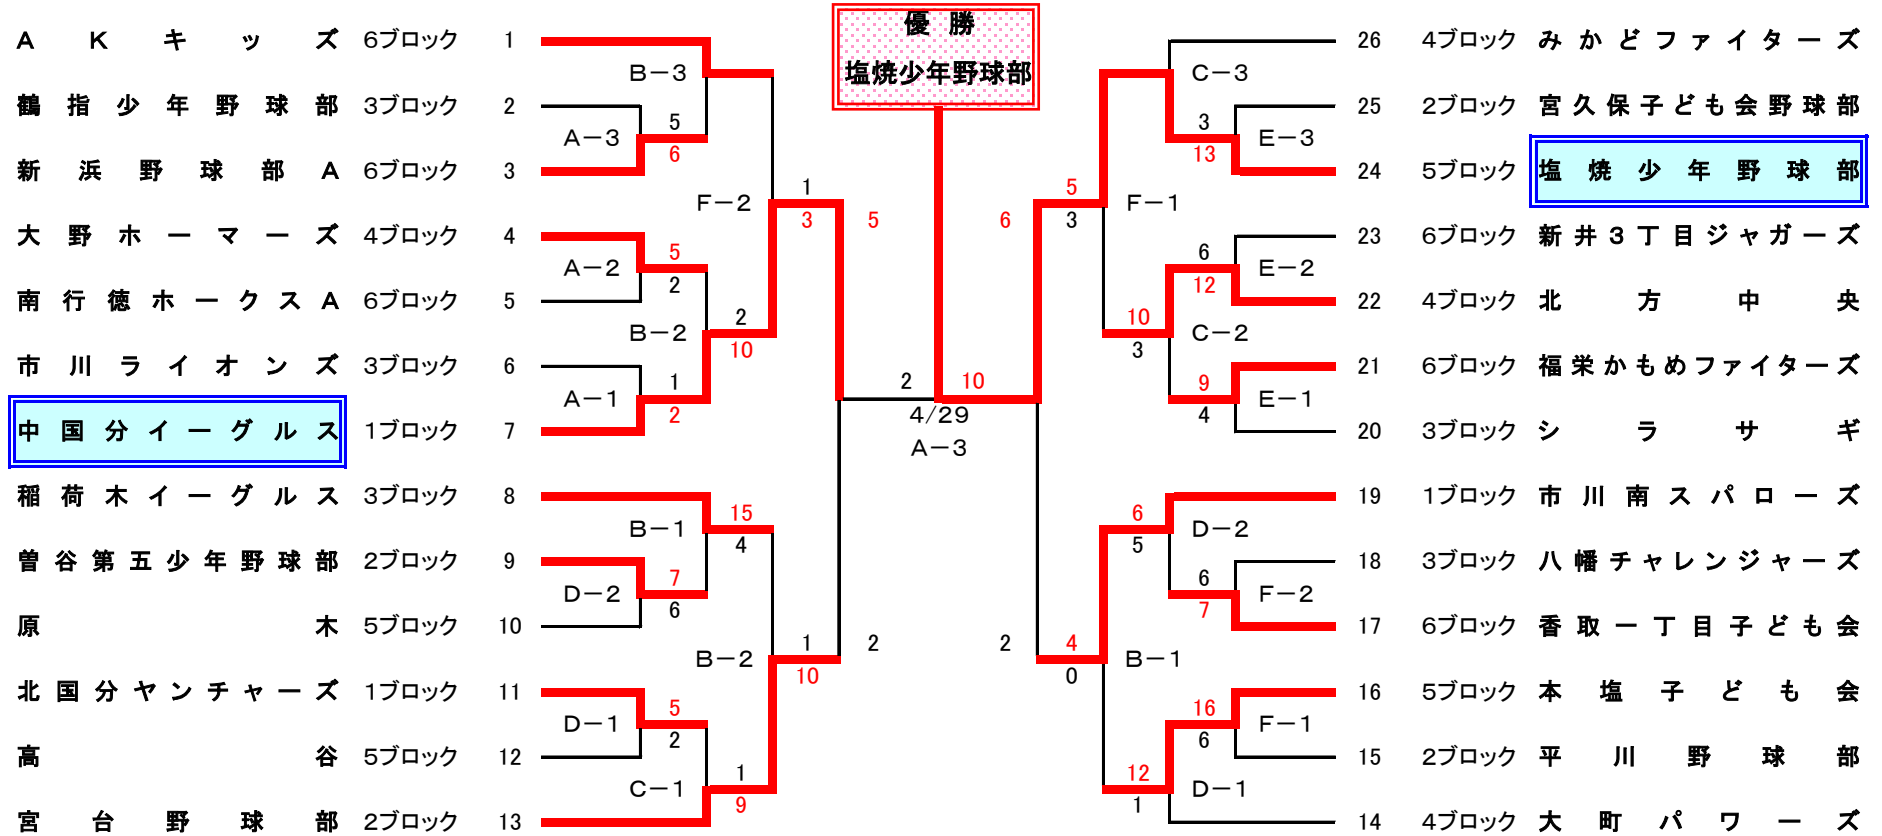 優勝
塩焼少年野球部
AKキッズ 6ブロック 1
鶴指少年野球部 3ブロック 2
新浜野球部A 6ブロック 3
大野ホーマーズ 4ブロック 4
南行徳ホークスA 6ブロック 5
市川ライオンズ 3ブロック 6
中国分イーグルス 1ブロック 7
稲荷木イーグルス 3ブロック 8
曽谷第五少年野球部 2ブロック 9
原木 5ブロック 10
北国分ヤンチャーズ 1ブロック 11
高谷 5ブロック 12
宮台野球部 2ブロック 13
B-3
A-3
5
6
F-2
1
3
5
A-2
5
2
B-2
2
10
A-1
1
2
B-1
15
4
D-2
7
6
B-2
1
10
2
D-1
5
2
C-1
1
9
2
10
4/29
A-3
26 4ブロック みかどファイターズ
25 2ブロック 宮久保子ども会野球部
24 5ブロック 塩焼少年野球部
23 6ブロック 新井3丁目ジャガーズ
22 4ブロック 北方中央
21 6ブロック 福栄かもめファイターズ
20 3ブロック シラサギ
19 1ブロック 市川南スパローズ
18 3ブロック 八幡チャレンジャーズ
17 6ブロック 香取一丁目子ども会
16 5ブロック 本塩子ども会
15 2ブロック 平川野球部
14 4ブロック 大町パワーズ
C-3
3
13
E-3
6
5
3
F-1
6
12
E-2
10
3
C-2
9
4
E-1
6
5
D-2
6
7
F-2
2
4
0
B-1
16
6
F-1
12
1
D-1